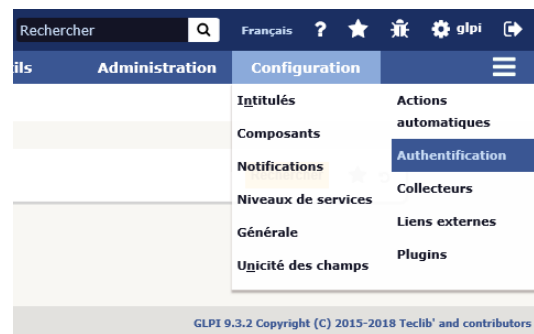 Rechercher Français ? glpi
ils Administration Configuration
Intitulés
Composants
Notifications
Niveaux de services
Générale
Unicité des champs
Actions
automatiques
Authentification
Collecteurs
Liens externes
Plugins
GLPI 9.3.2 Copyright (C) 2015-2018 Teclib' and contributors